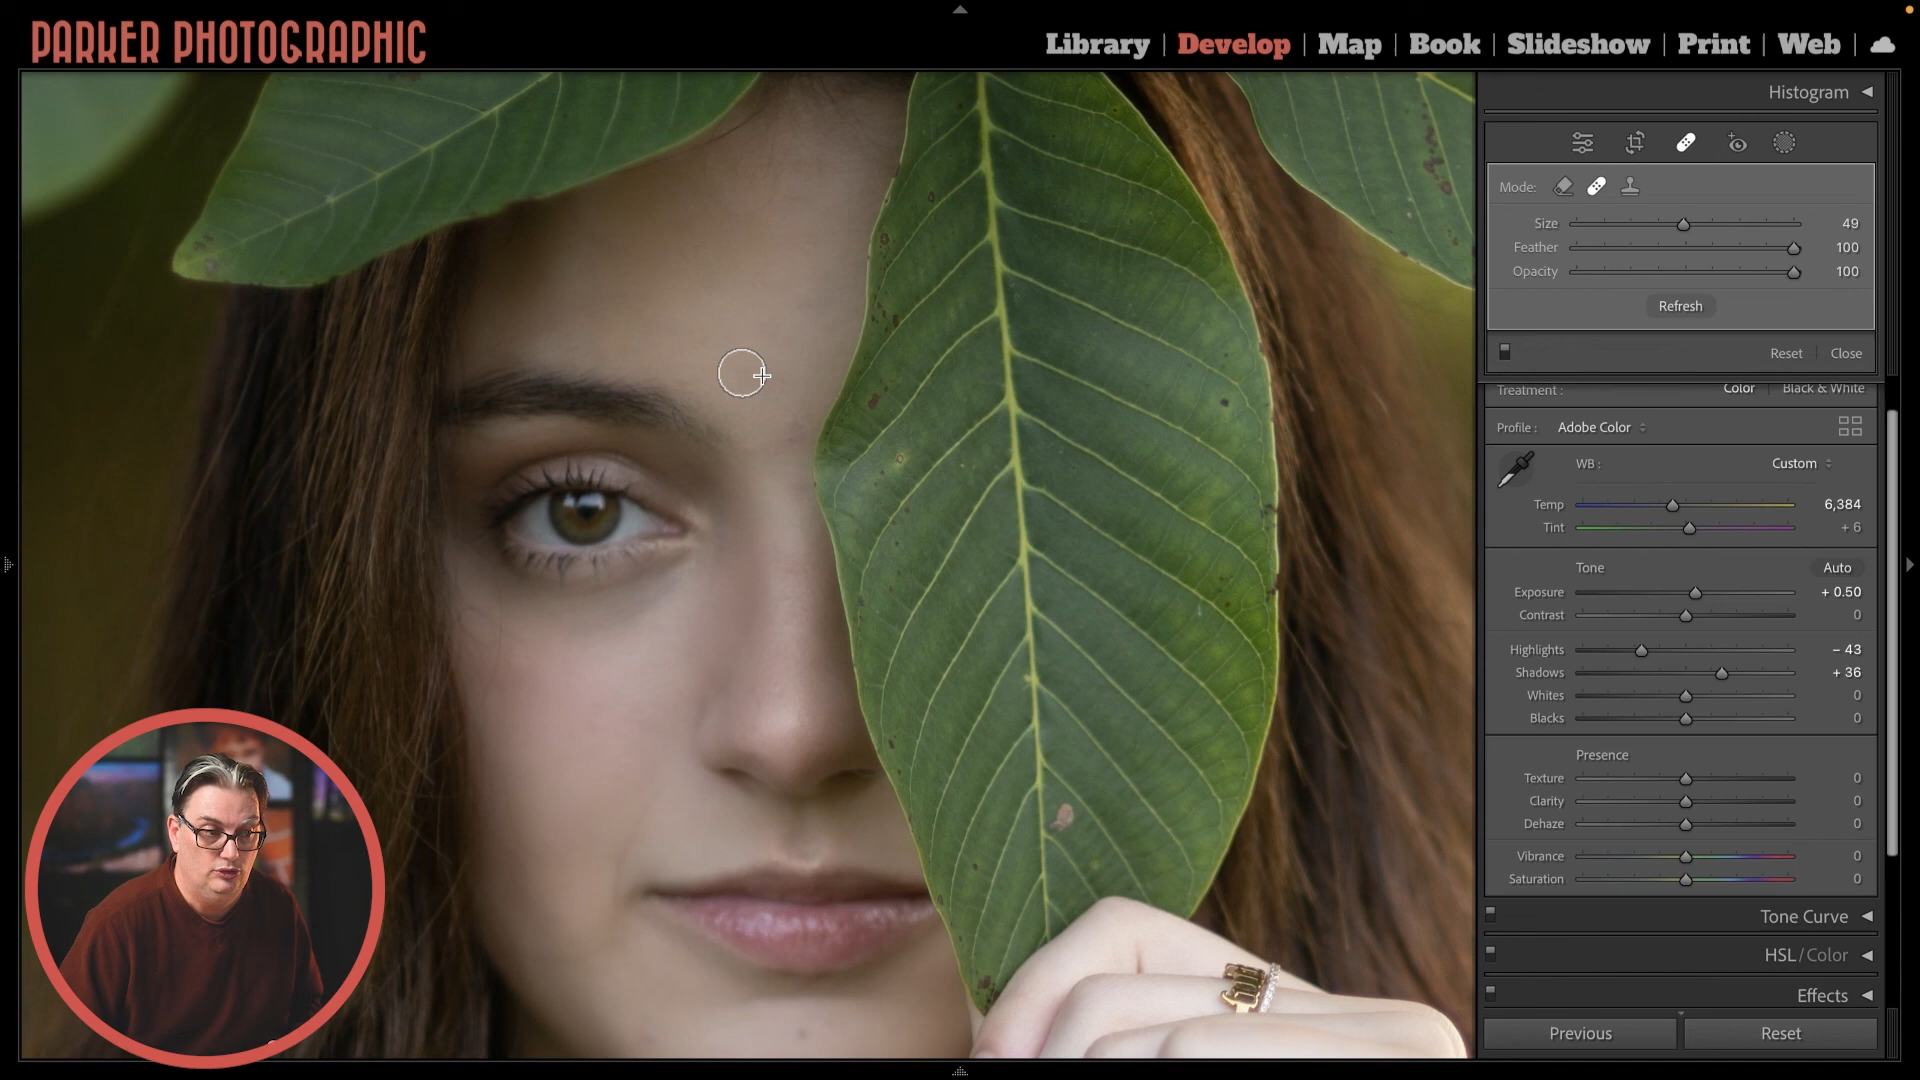 PARKER PHOTOGRAPHIC
Library | Develop | Map | Book | Slideshow | Print | Web |
Histogram
Mode:
Size 49
Feather 100
Opacity 100
Refresh
Reset | Close
Treatment : Color | Black & White
Profile : Adobe Color
WB : Custom
Temp 6,384
Tint + 6
Tone Auto
Exposure + 0.50
Contrast 0
Highlights – 43
Shadows + 36
Whites 0
Blacks 0
Presence
Texture 0
Clarity 0
Dehaze 0
Vibrance 0
Saturation 0
Tone Curve
HSL / Color
Effects
Previous Reset